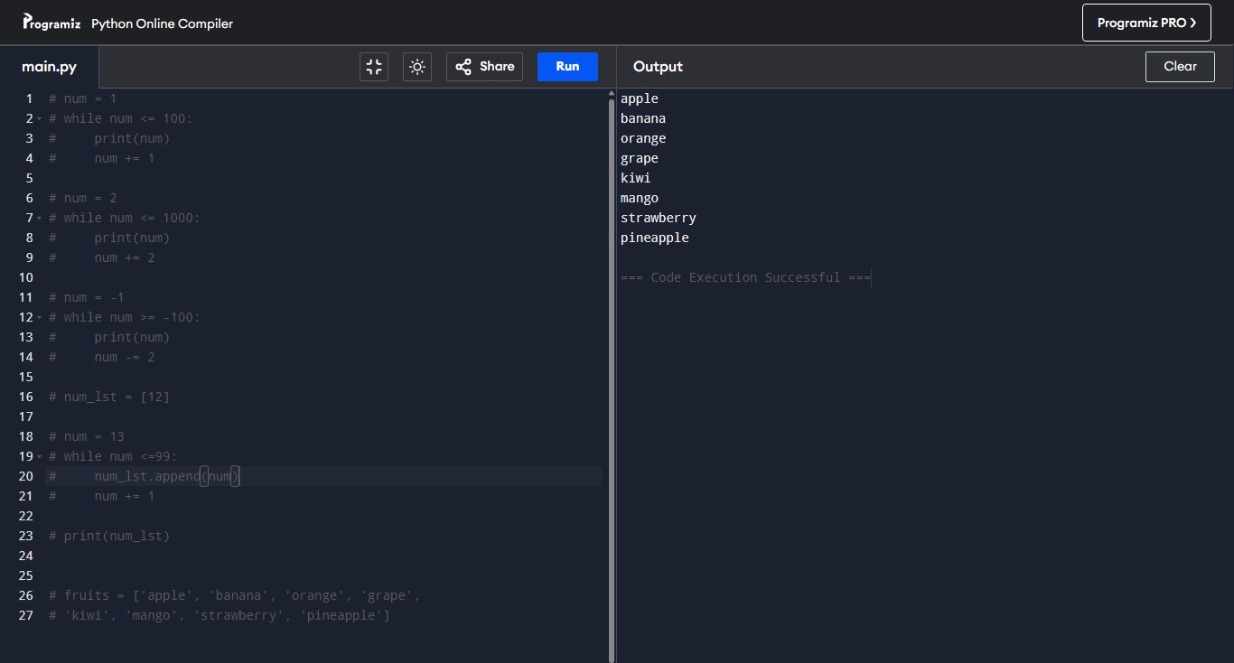 Programiz Python Online Compiler
Programiz PRO >
main.py
Share
Run
Output
Clear
1 # num = 1
2 # while num <= 100:
3 #     print(num)
4 #     num += 1
5
6 # num = 2
7 # while num <= 1000:
8 #     print(num)
9 #     num += 2
10
11 # num = -1
12 # while num >= -100:
13 #     print(num)
14 #     num -= 2
15
16 # num_lst = [12]
17
18 # num = 13
19 # while num <=99:
20 #     num_lst.append(num)
21 #     num += 1
22
23 # print(num_lst)
24
25
26 # fruits = ['apple', 'banana', 'orange', 'grape',
27 # 'kiwi', 'mango', 'strawberry', 'pineapple']
apple
banana
orange
grape
kiwi
mango
strawberry
pineapple
=== Code Execution Successful ===